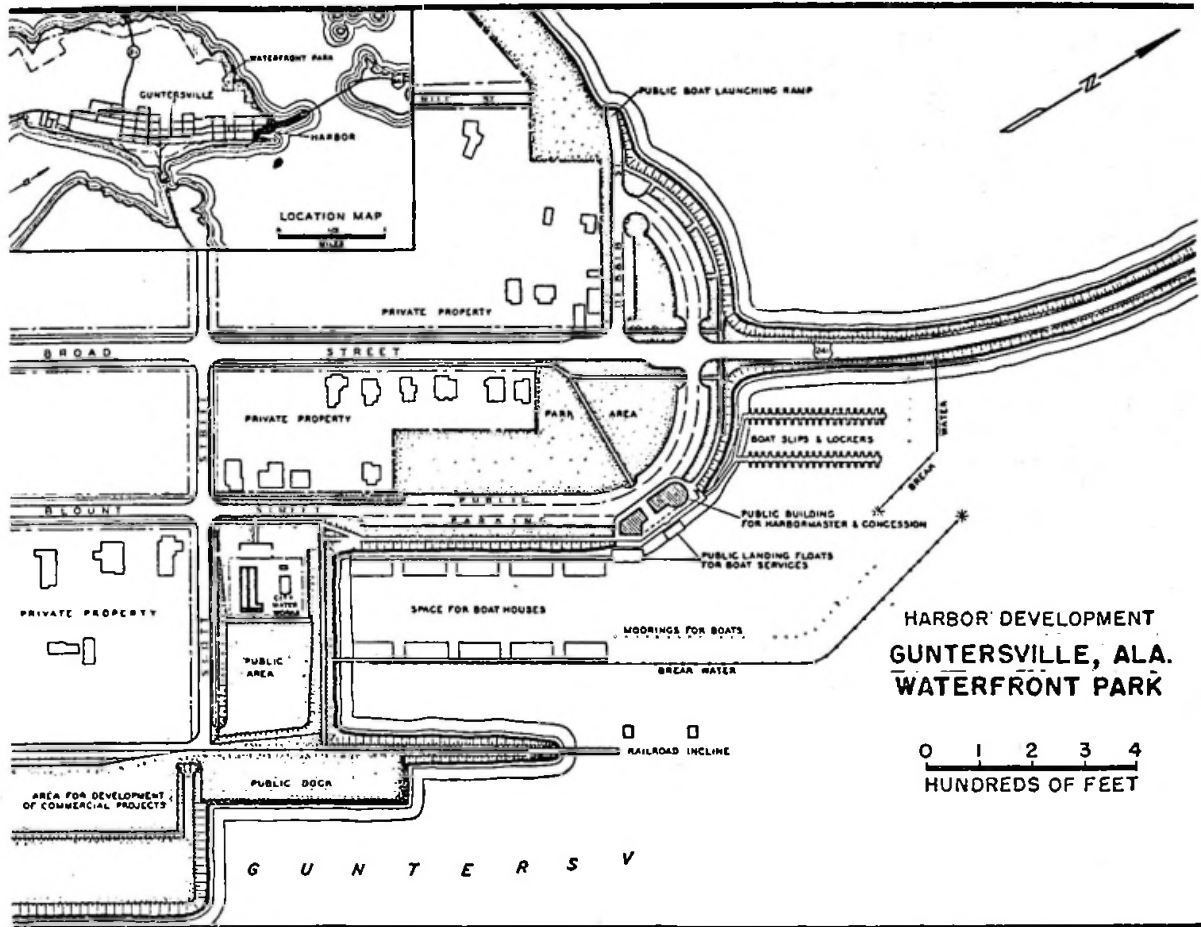 WATERFRONT PARK
GUNTERSVILLE
HARBOR
LOCATION MAP
MILES
PUBLIC BOAT LAUNCHING RAMP
N
PRIVATE PROPERTY
BROAD STREET
241
PRIVATE PROPERTY
PARK AREA
STREET
BOAT SLIPS & LOCKERS
BREAK WATER
BLOUNT STREET
PUBLIC
PARKING
PUBLIC BUILDING
FOR HARBORMASTER & CONCESSION
PUBLIC LANDING FLOATS
FOR BOAT SERVICES
PRIVATE PROPERTY
CITY
WATER
WORKS
SPACE FOR BOAT HOUSES
MOORINGS FOR BOATS
BREAK WATER
PUBLIC
AREA
HARBOR DEVELOPMENT
GUNTERSVILLE, ALA.
WATERFRONT PARK
RAILROAD INCLINE
0 1 2 3 4
HUNDREDS OF FEET
PUBLIC DOCK
AREA FOR DEVELOPMENT
OF COMMERCIAL PROJECTS
GUNTERSV